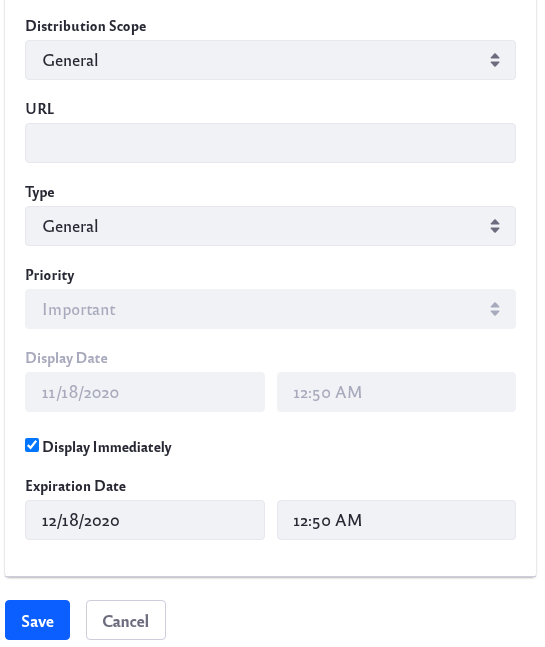 Distribution Scope
General
URL
Type
General
Priority
Important
Display Date
11/18/2020 12:50 AM
Display Immediately
Expiration Date
12/18/2020 12:50 AM
Save Cancel